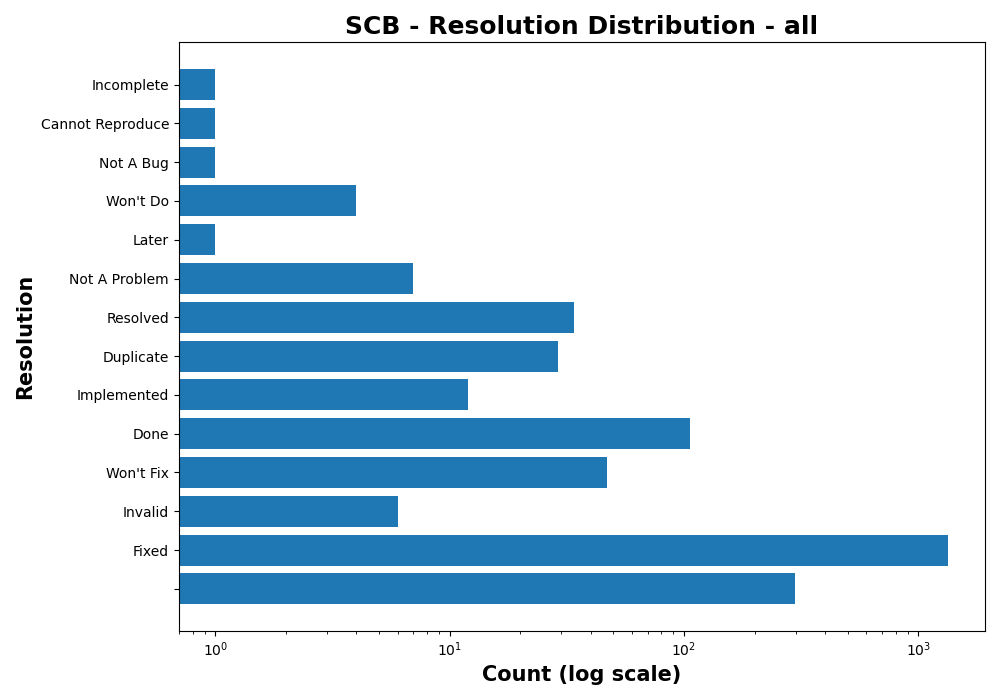 SCB - Resolution Distribution - all
Incomplete
Cannot Reproduce
Not A Bug
Won't Do
Later
Not A Problem
Resolved
Duplicate
Implemented
Done
Won't Fix
Invalid
Fixed
Resolution
10⁰ 10¹ 10² 10³
Count (log scale)